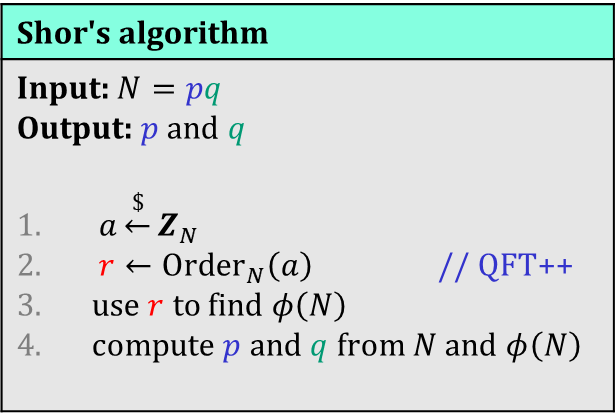 Shor's algorithm
Input: N = pq
Output: p and q
1. a $← Z_N
2. r ← Order_N(a) // QFT++
3. use r to find ϕ(N)
4. compute p and q from N and ϕ(N)